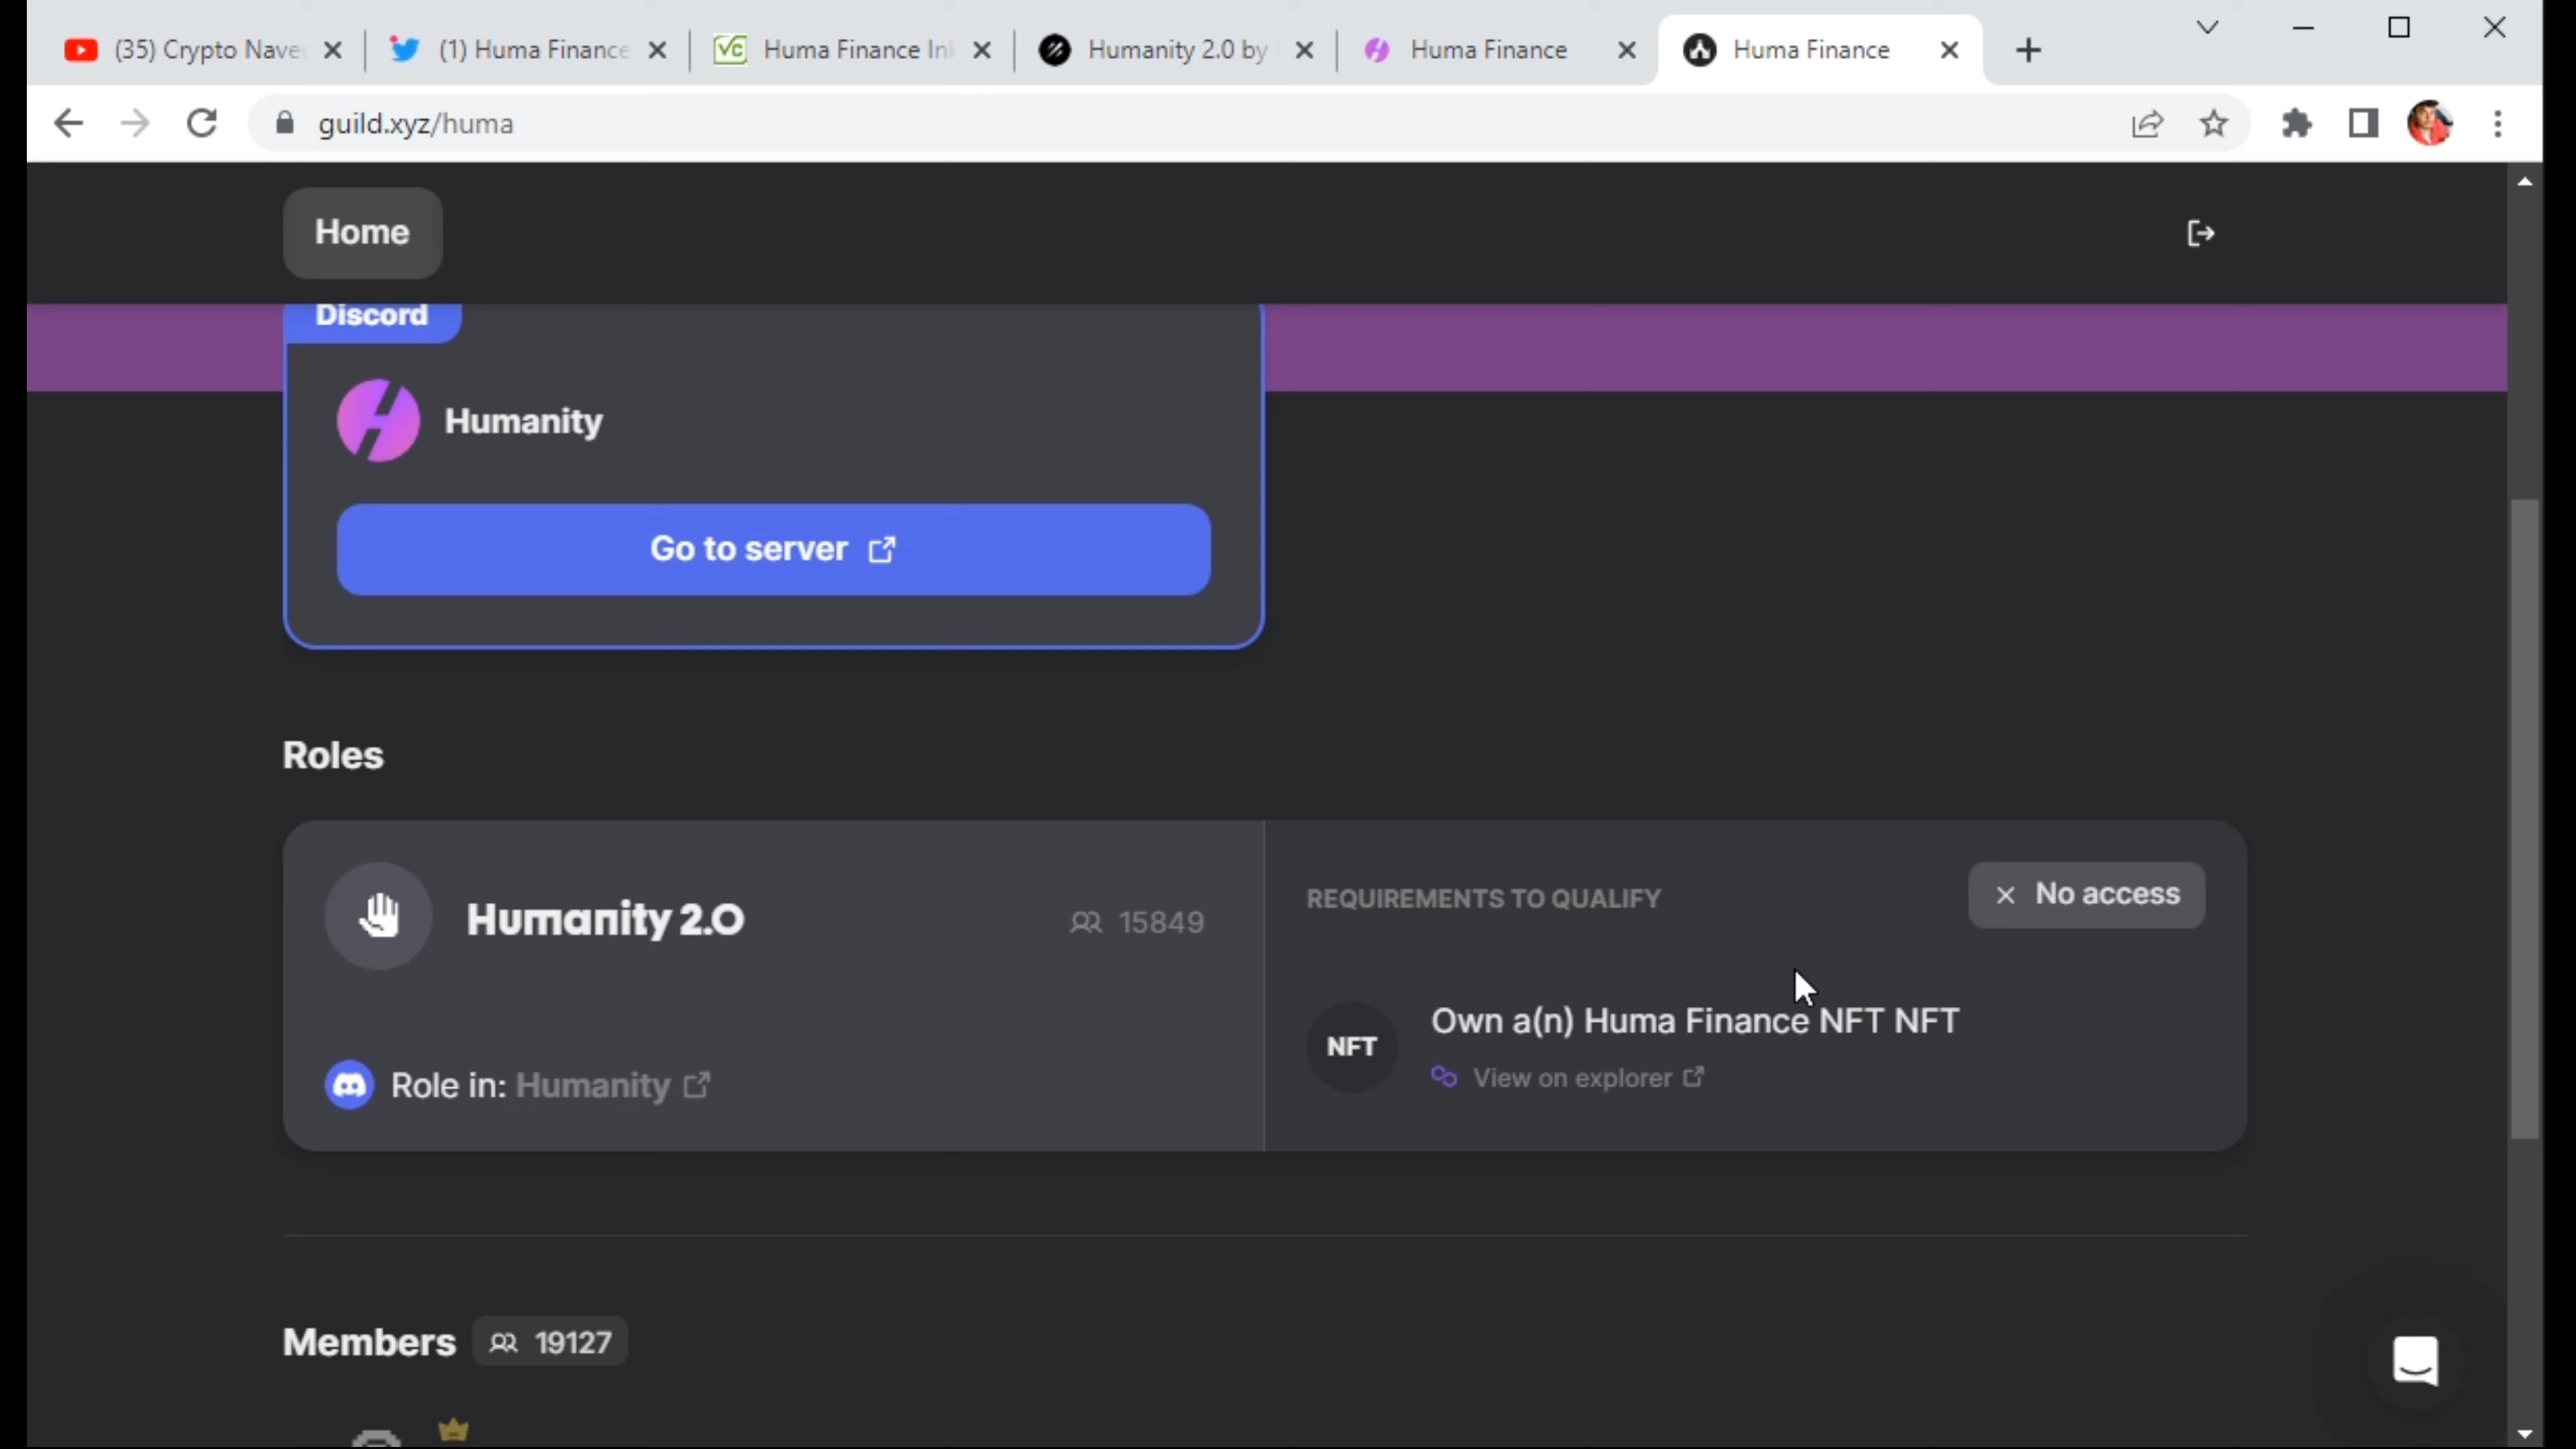 (35) Crypto Nave
(1) Huma Finance
Huma Finance In
Humanity 2.0 by
Huma Finance
Huma Finance
guild.xyz/huma
Home
Discord
Humanity
Go to server
Roles
Humanity 2.0
15849
REQUIREMENTS TO QUALIFY
No access
NFT
Own a(n) Huma Finance NFT NFT
View on explorer
Role in: Humanity
Members
19127